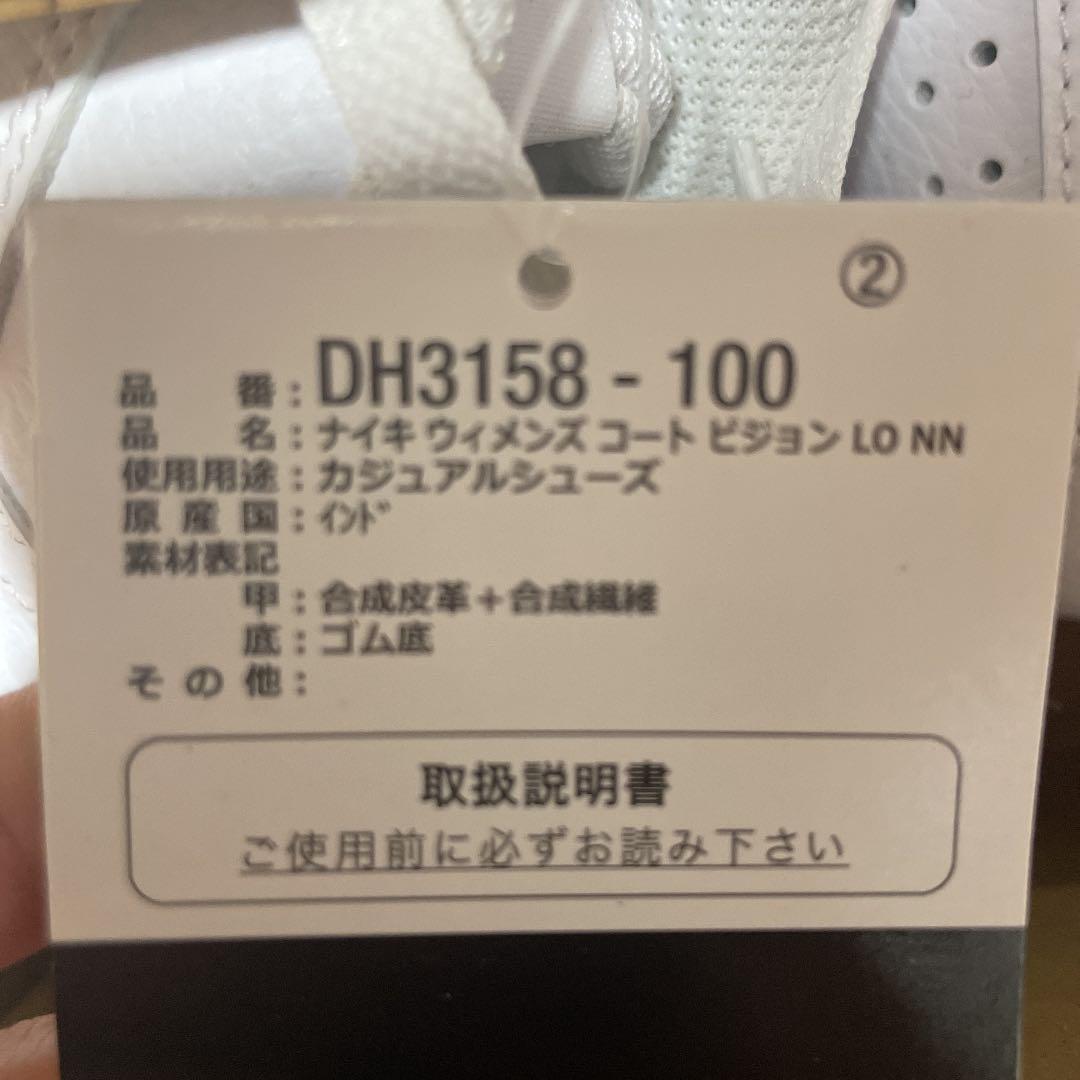 ②
品番:DH3158 - 100
品名:ナイキ ウィメンズ コート ビジョン LO NN
使用用途:カジュアルシューズ
原産国:ｲﾝﾄﾞ
素材表記
甲:合成皮革+合成繊維
底:ゴム底
その他:
取扱説明書
ご使用前に必ずお読み下さい